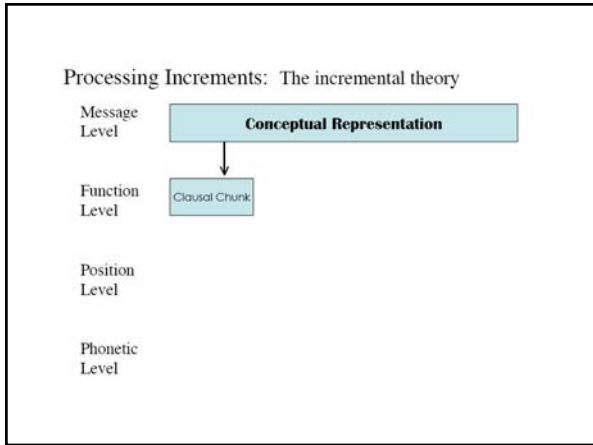 Processing Increments: The incremental theory
Message
Level
Conceptual Representation
Function
Level
Clausal Chunk
Position
Level
Phonetic
Level